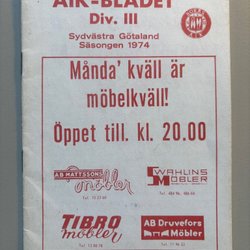 AIK-BLADET
Div. III
Sydvästra Götaland
Säsongen 1974
Månda' kväll är
möbelkväll!
Öppet till. kl. 20.00
AB MATTSSONS
möbler
WAHLINS
MÖBLER
TIBRO
möbler
AB Druvefors
Möbler